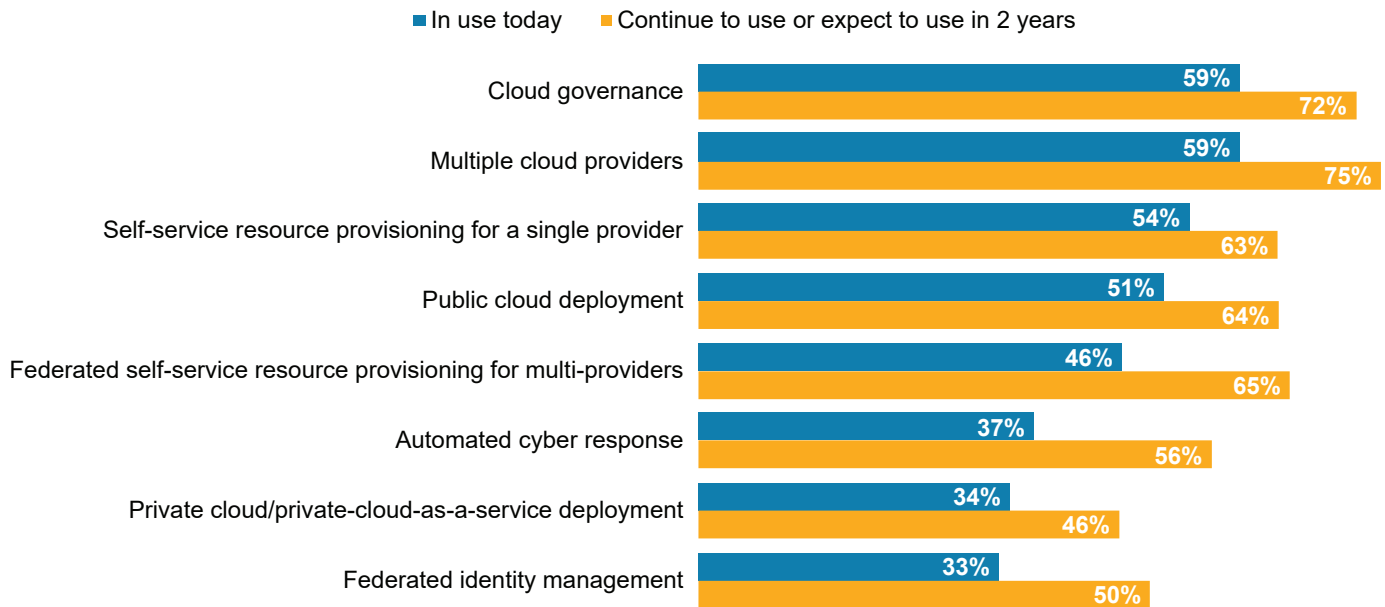 In use today Continue to use or expect to use in 2 years
Cloud governance 59%
72%
Multiple cloud providers 59%
75%
Self-service resource provisioning for a single provider 54%
63%
Public cloud deployment 51%
64%
Federated self-service resource provisioning for multi-providers 46%
65%
Automated cyber response 37%
56%
Private cloud/private-cloud-as-a-service deployment 34%
46%
Federated identity management 33%
50%